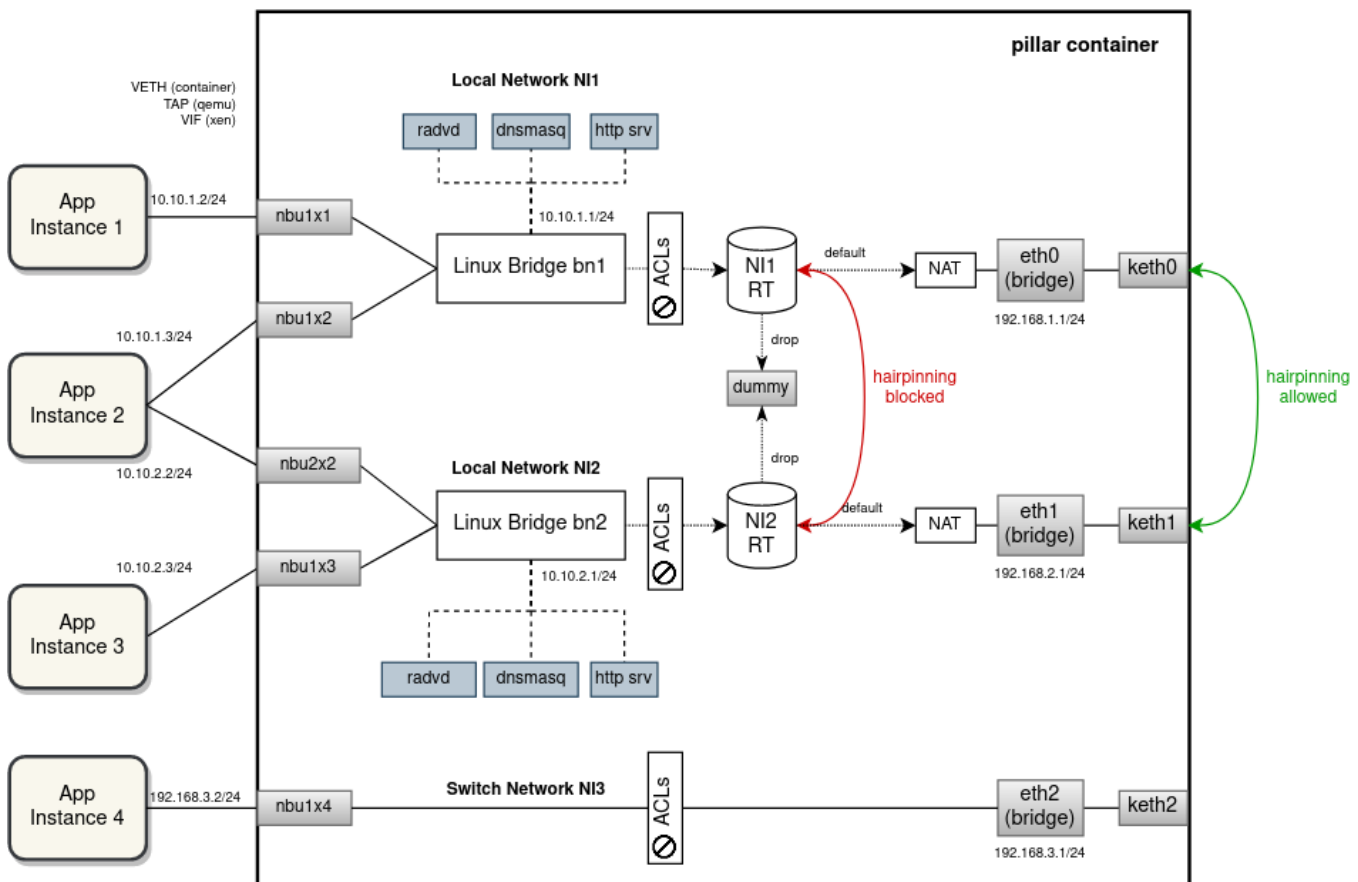 pillar container
VETH (container)
TAP (qemu)
VIF (xen)
Local Network NI1
radvd
dnsmasq
http srv
App
Instance 1
10.10.1.2/24
nbu1x1
10.10.1.1/24
Linux Bridge bn1
ACLs
NI1
RT
default
NAT
eth0
(bridge)
keth0
192.168.1.1/24
nbu1x2
10.10.1.3/24
drop
App
Instance 2
dummy
hairpinning
blocked
hairpinning
allowed
10.10.2.2/24
nbu2x2
Local Network NI2
drop
Linux Bridge bn2
ACLs
NI2
RT
default
NAT
eth1
(bridge)
keth1
192.168.2.1/24
10.10.2.3/24
nbu1x3
10.10.2.1/24
App
Instance 3
radvd
dnsmasq
http srv
App
Instance 4
192.168.3.2/24
nbu1x4
Switch Network NI3
ACLs
eth2
(bridge)
keth2
192.168.3.1/24